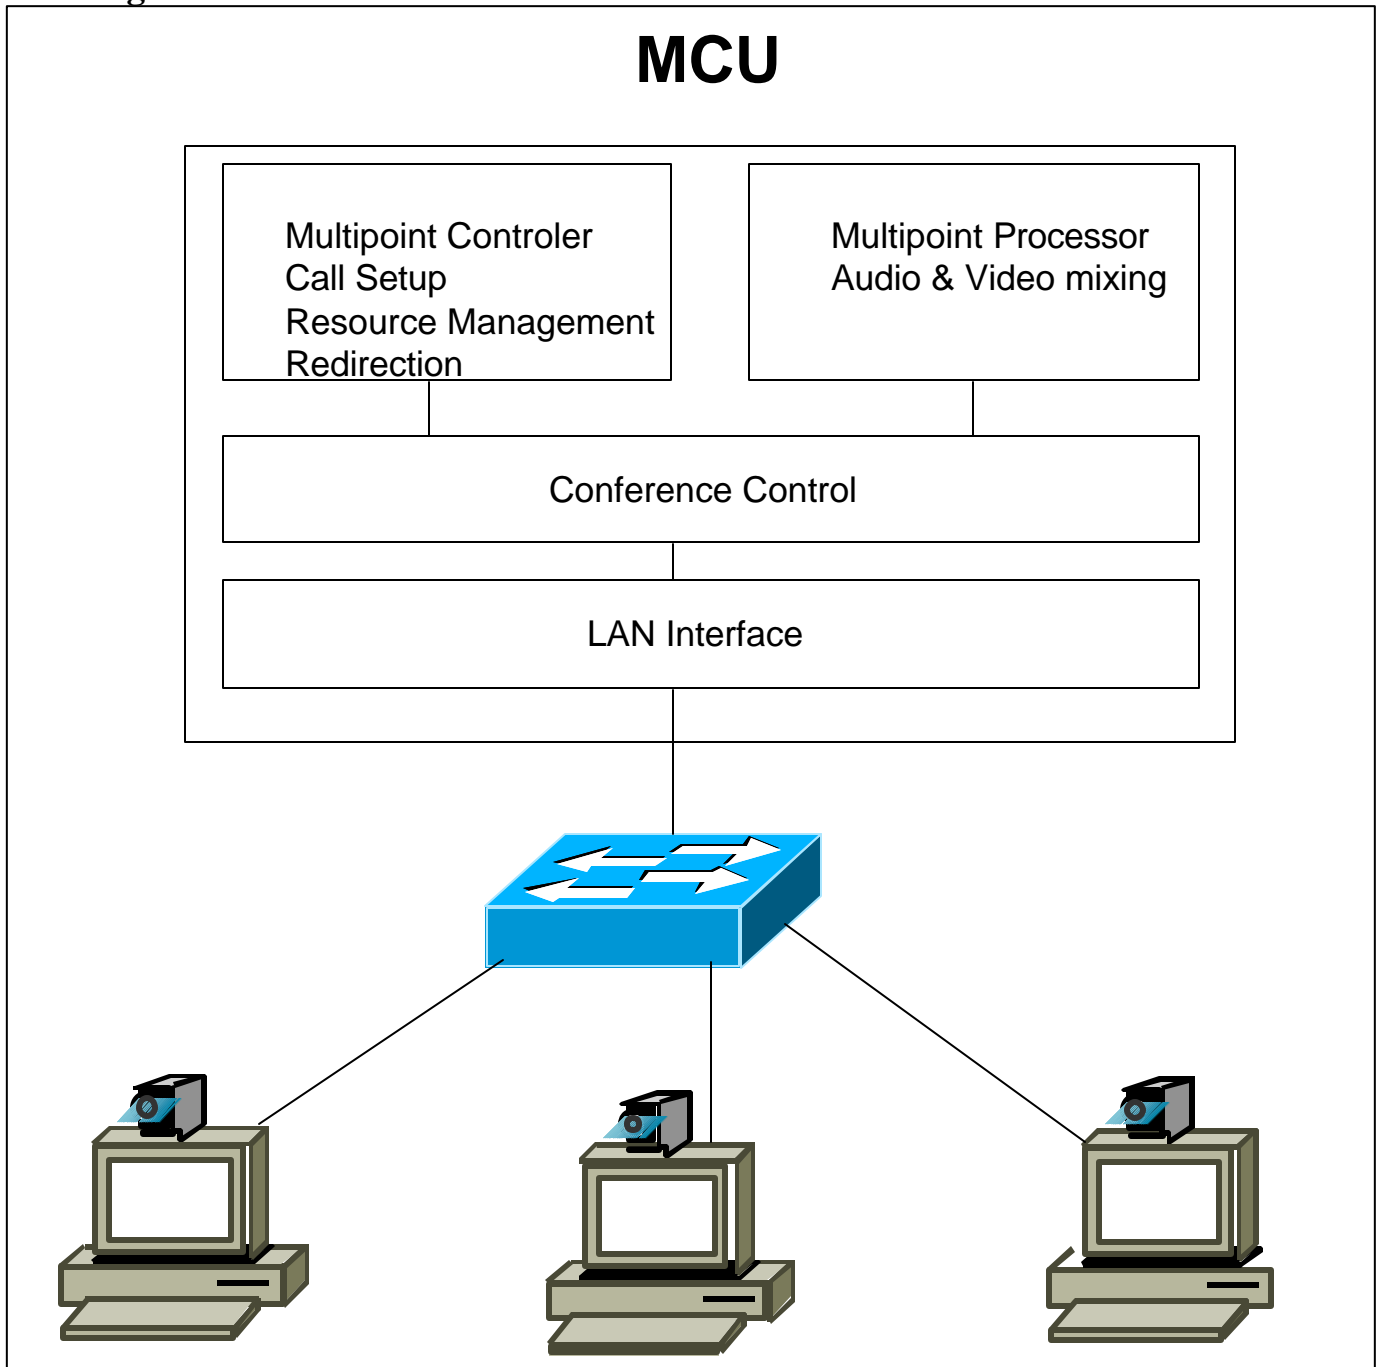 MCU
Multipoint Controler
Call Setup
Resource Management
Redirection
Multipoint Processor
Audio & Video mixing
Conference Control
LAN Interface